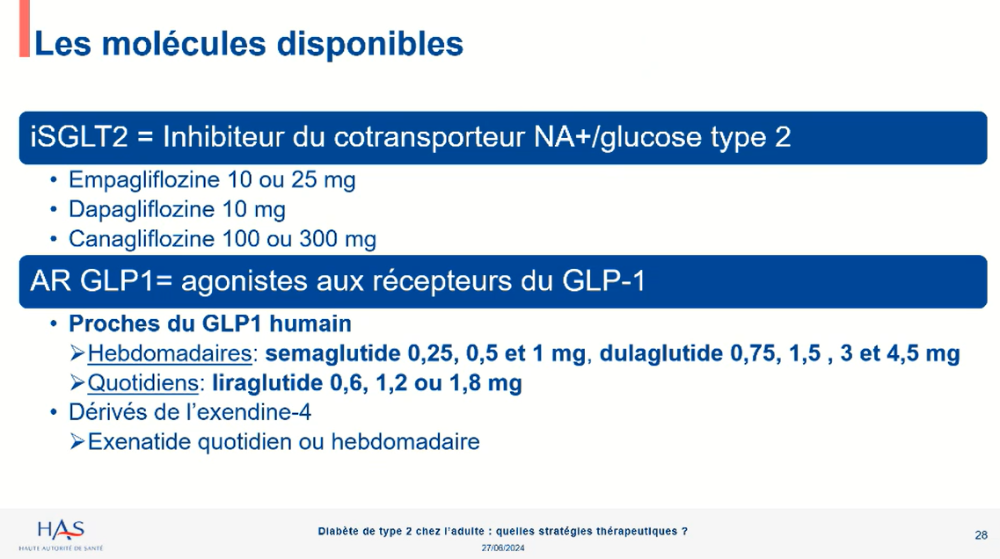 Les molécules disponibles
iSGLT2 = Inhibiteur du cotransporteur NA+/glucose type 2
• Empagliflozine 10 ou 25 mg
• Dapagliflozine 10 mg
• Canagliflozine 100 ou 300 mg
AR GLP1= agonistes aux récepteurs du GLP-1
• Proches du GLP1 humain
➢Hebdomadaires: semaglutide 0,25, 0,5 et 1 mg, dulaglutide 0,75, 1,5 , 3 et 4,5 mg
➢Quotidiens: liraglutide 0,6, 1,2 ou 1,8 mg
• Dérivés de l’exendine-4
➢Exenatide quotidien ou hebdomadaire
HAS
HAUTE AUTORITÉ DE SANTÉ
Diabète de type 2 chez l’adulte : quelles stratégies thérapeutiques ?
27/06/2024
28